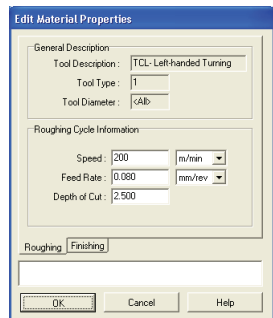 Edit Material Properties
General Description
Tool Description : TCL- Left-handed Turning
Tool Type : 1
Tool Diameter : <All>
Roughing Cycle Information
Speed : 200 m/min
Feed Rate : 0.080 mm/rev
Depth of Cut : 2.500
Roughing Finishing
OK Cancel Help